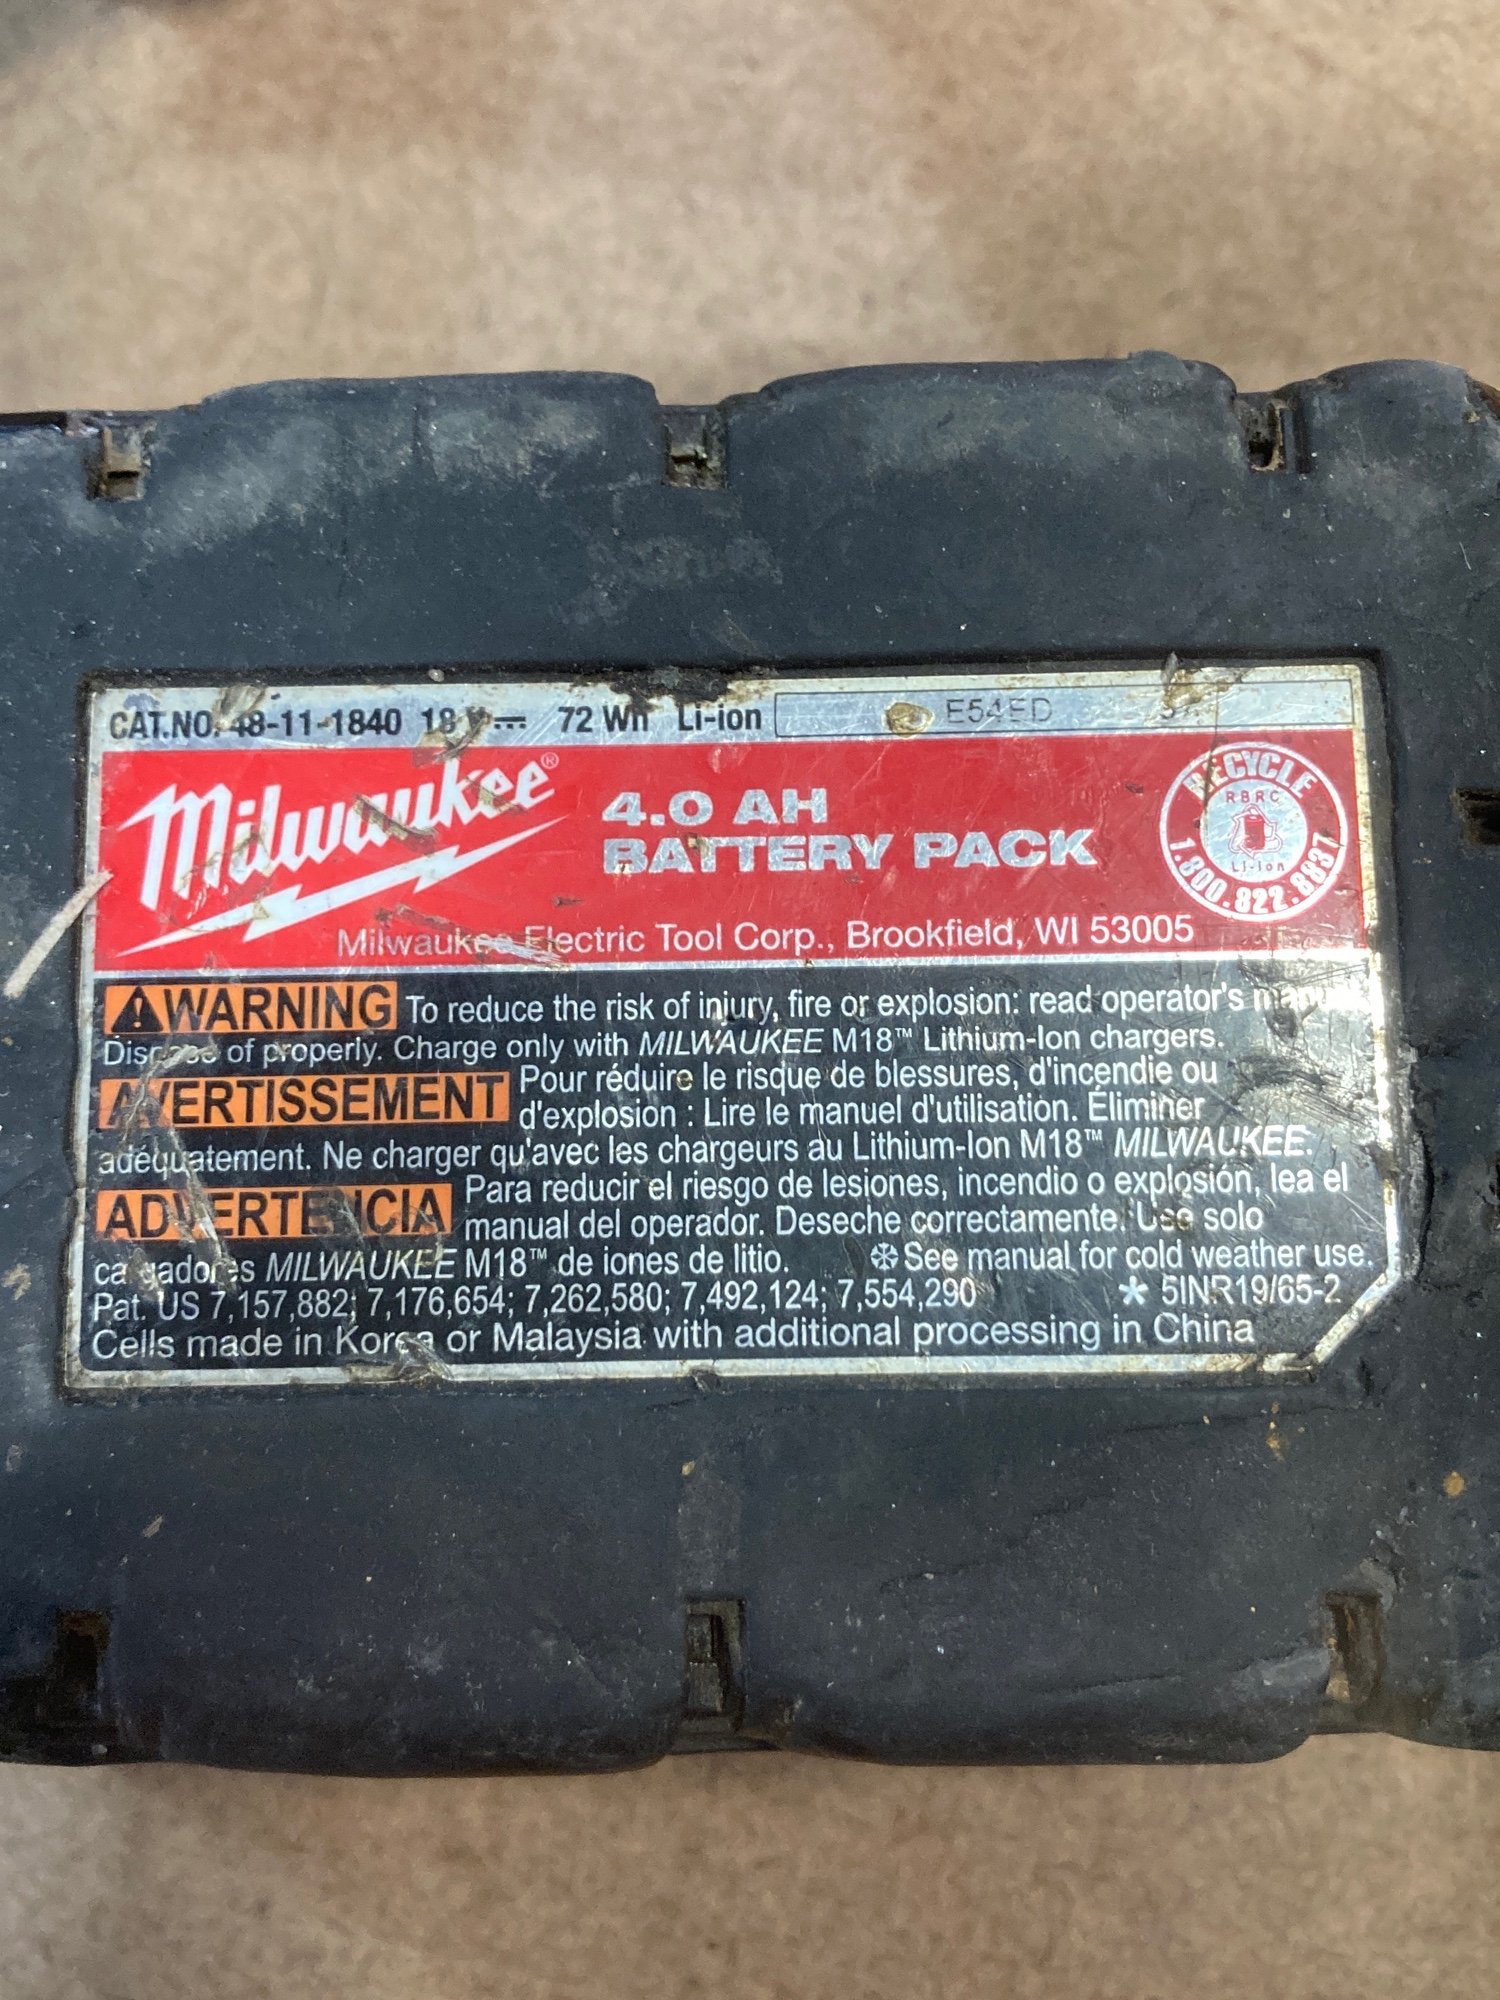 CAT.NO. 48-11-1840 18 V 72 Wh Li-ion E54ED
Milwaukee®
4.0 AH
BATTERY PACK
RECYCLE
RBRC
Li-ion
1.800.822.8837
Milwaukee Electric Tool Corp., Brookfield, WI 53005
WARNING To reduce the risk of injury, fire or explosion: read operator's manual.
Dispose of properly. Charge only with MILWAUKEE M18™ Lithium-Ion chargers.
AVERTISSEMENT Pour réduire le risque de blessures, d'incendie ou
d'explosion : Lire le manuel d'utilisation. Éliminer
adéquatement. Ne charger qu'avec les chargeurs au Lithium-Ion M18™ MILWAUKEE.
ADVERTENCIA Para reducir el riesgo de lesiones, incendio o explosión, lea el
manual del operador. Deseche correctamente. Use solo
cargadores MILWAUKEE M18™ de iones de litio. ❄ See manual for cold weather use.
Pat. US 7,157,882; 7,176,654; 7,262,580; 7,492,124; 7,554,290 * 5INR19/65-2
Cells made in Korea or Malaysia with additional processing in China